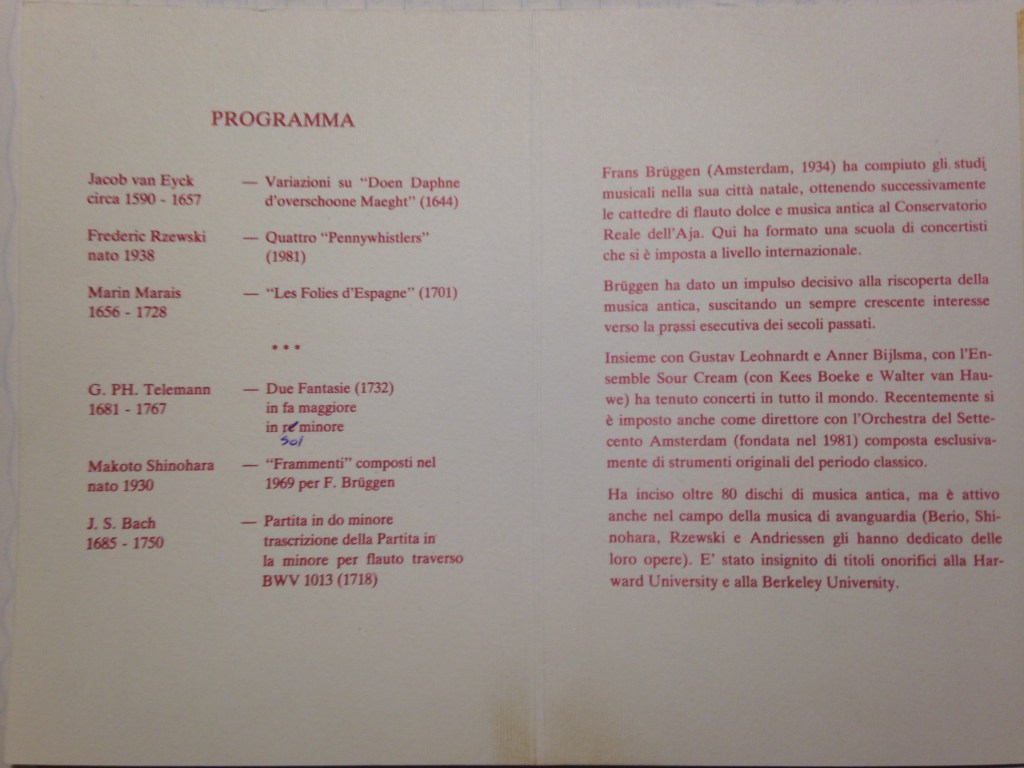 PROGRAMMA
Jacob van Eyck — Variazioni su “Doen Daphne
circa 1590 - 1657 d’overschoone Maeght” (1644)
Frederic Rzewski — Quattro “Pennywhistlers”
nato 1938 (1981)
Marin Marais — “Les Folies d’Espagne” (1701)
1656 - 1728
• • •
G. PH. Telemann — Due Fantasie (1732)
1681 - 1767 in fa maggiore
in re minore
Sol
Makoto Shinohara — “Frammenti” composti nel
nato 1930 1969 per F. Brüggen
J. S. Bach — Partita in do minore
1685 - 1750 trascrizione della Partita in
la minore per flauto traverso
BWV 1013 (1718)
Frans Brüggen (Amsterdam, 1934) ha compiuto gli studi
musicali nella sua città natale, ottenendo successivamente
le cattedre di flauto dolce e musica antica al Conservatorio
Reale dell’Aja. Qui ha formato una scuola di concertisti
che si è imposta a livello internazionale.
Brüggen ha dato un impulso decisivo alla riscoperta della
musica antica, suscitando un sempre crescente interesse
verso la prassi esecutiva dei secoli passati.
Insieme con Gustav Leohnardt e Anner Bijlsma, con l’En-
semble Sour Cream (con Kees Boeke e Walter van Hau-
we) ha tenuto concerti in tutto il mondo. Recentemente si
è imposto anche come direttore con l’Orchestra del Sette-
cento Amsterdam (fondata nel 1981) composta esclusiva-
mente di strumenti originali del periodo classico.
Ha inciso oltre 80 dischi di musica antica, ma è attivo
anche nel campo della musica di avanguardia (Berio, Shi-
nohara, Rzewski e Andriessen gli hanno dedicato delle
loro opere). E’ stato insignito di titoli onorifici alla Har-
ward University e alla Berkeley University.